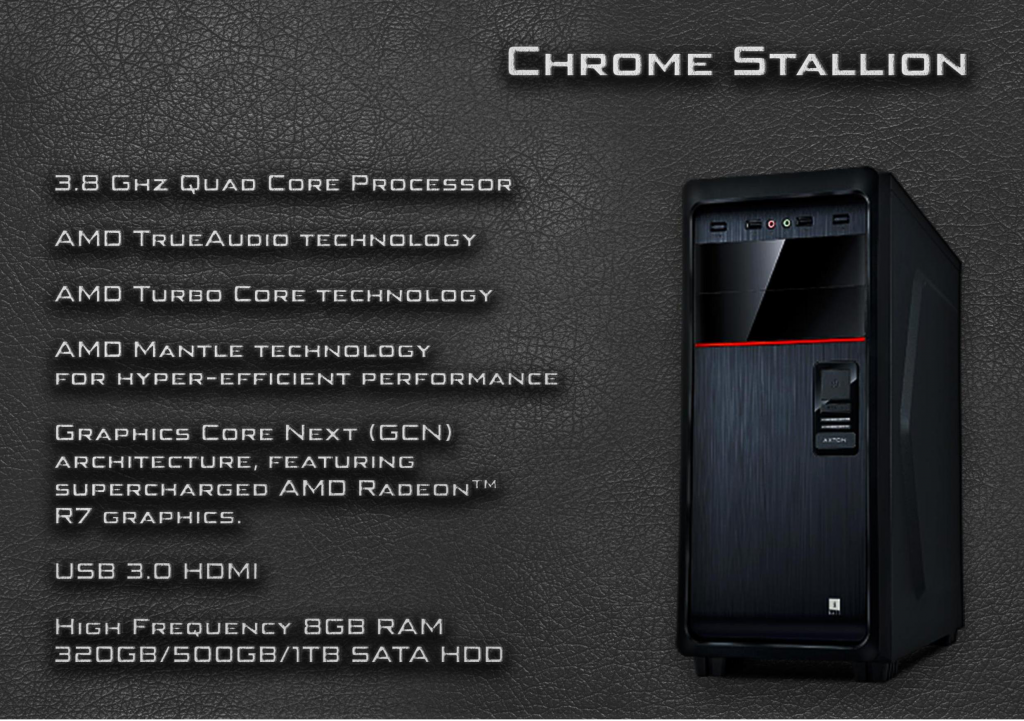 Chrome Stallion
3.8 Ghz Quad Core Processor
AMD TrueAudio technology
AMD Turbo Core technology
AMD Mantle technology
for hyper-efficient performance
Graphics Core Next (GCN)
architecture, featuring
supercharged AMD Radeon™
R7 graphics.
USB 3.0 HDMI
High Frequency 8GB RAM
320GB/500GB/1TB SATA HDD